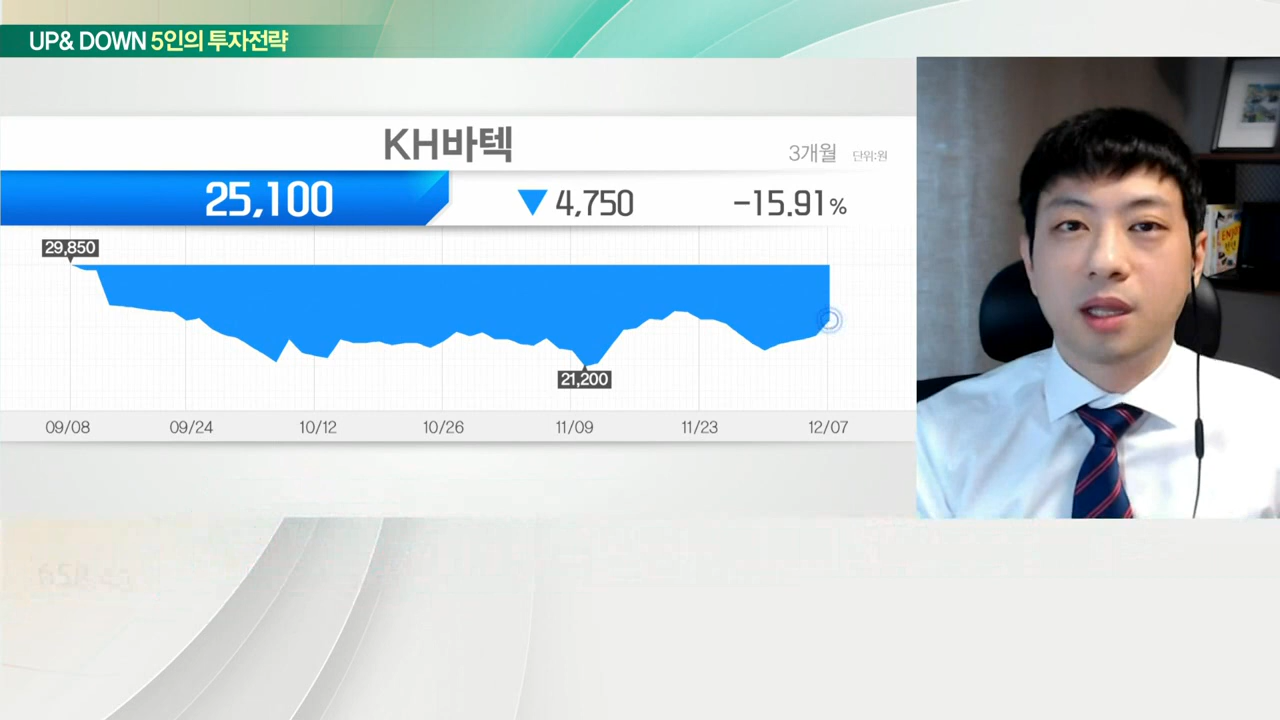 UP& DOWN 5인의 투자전략
KH바텍
3개월 단위:원
25,100 ▼ 4,750 -15.91%
29,850
21,200
09/08 09/24 10/12 10/26 11/09 11/23 12/07
ENJOY